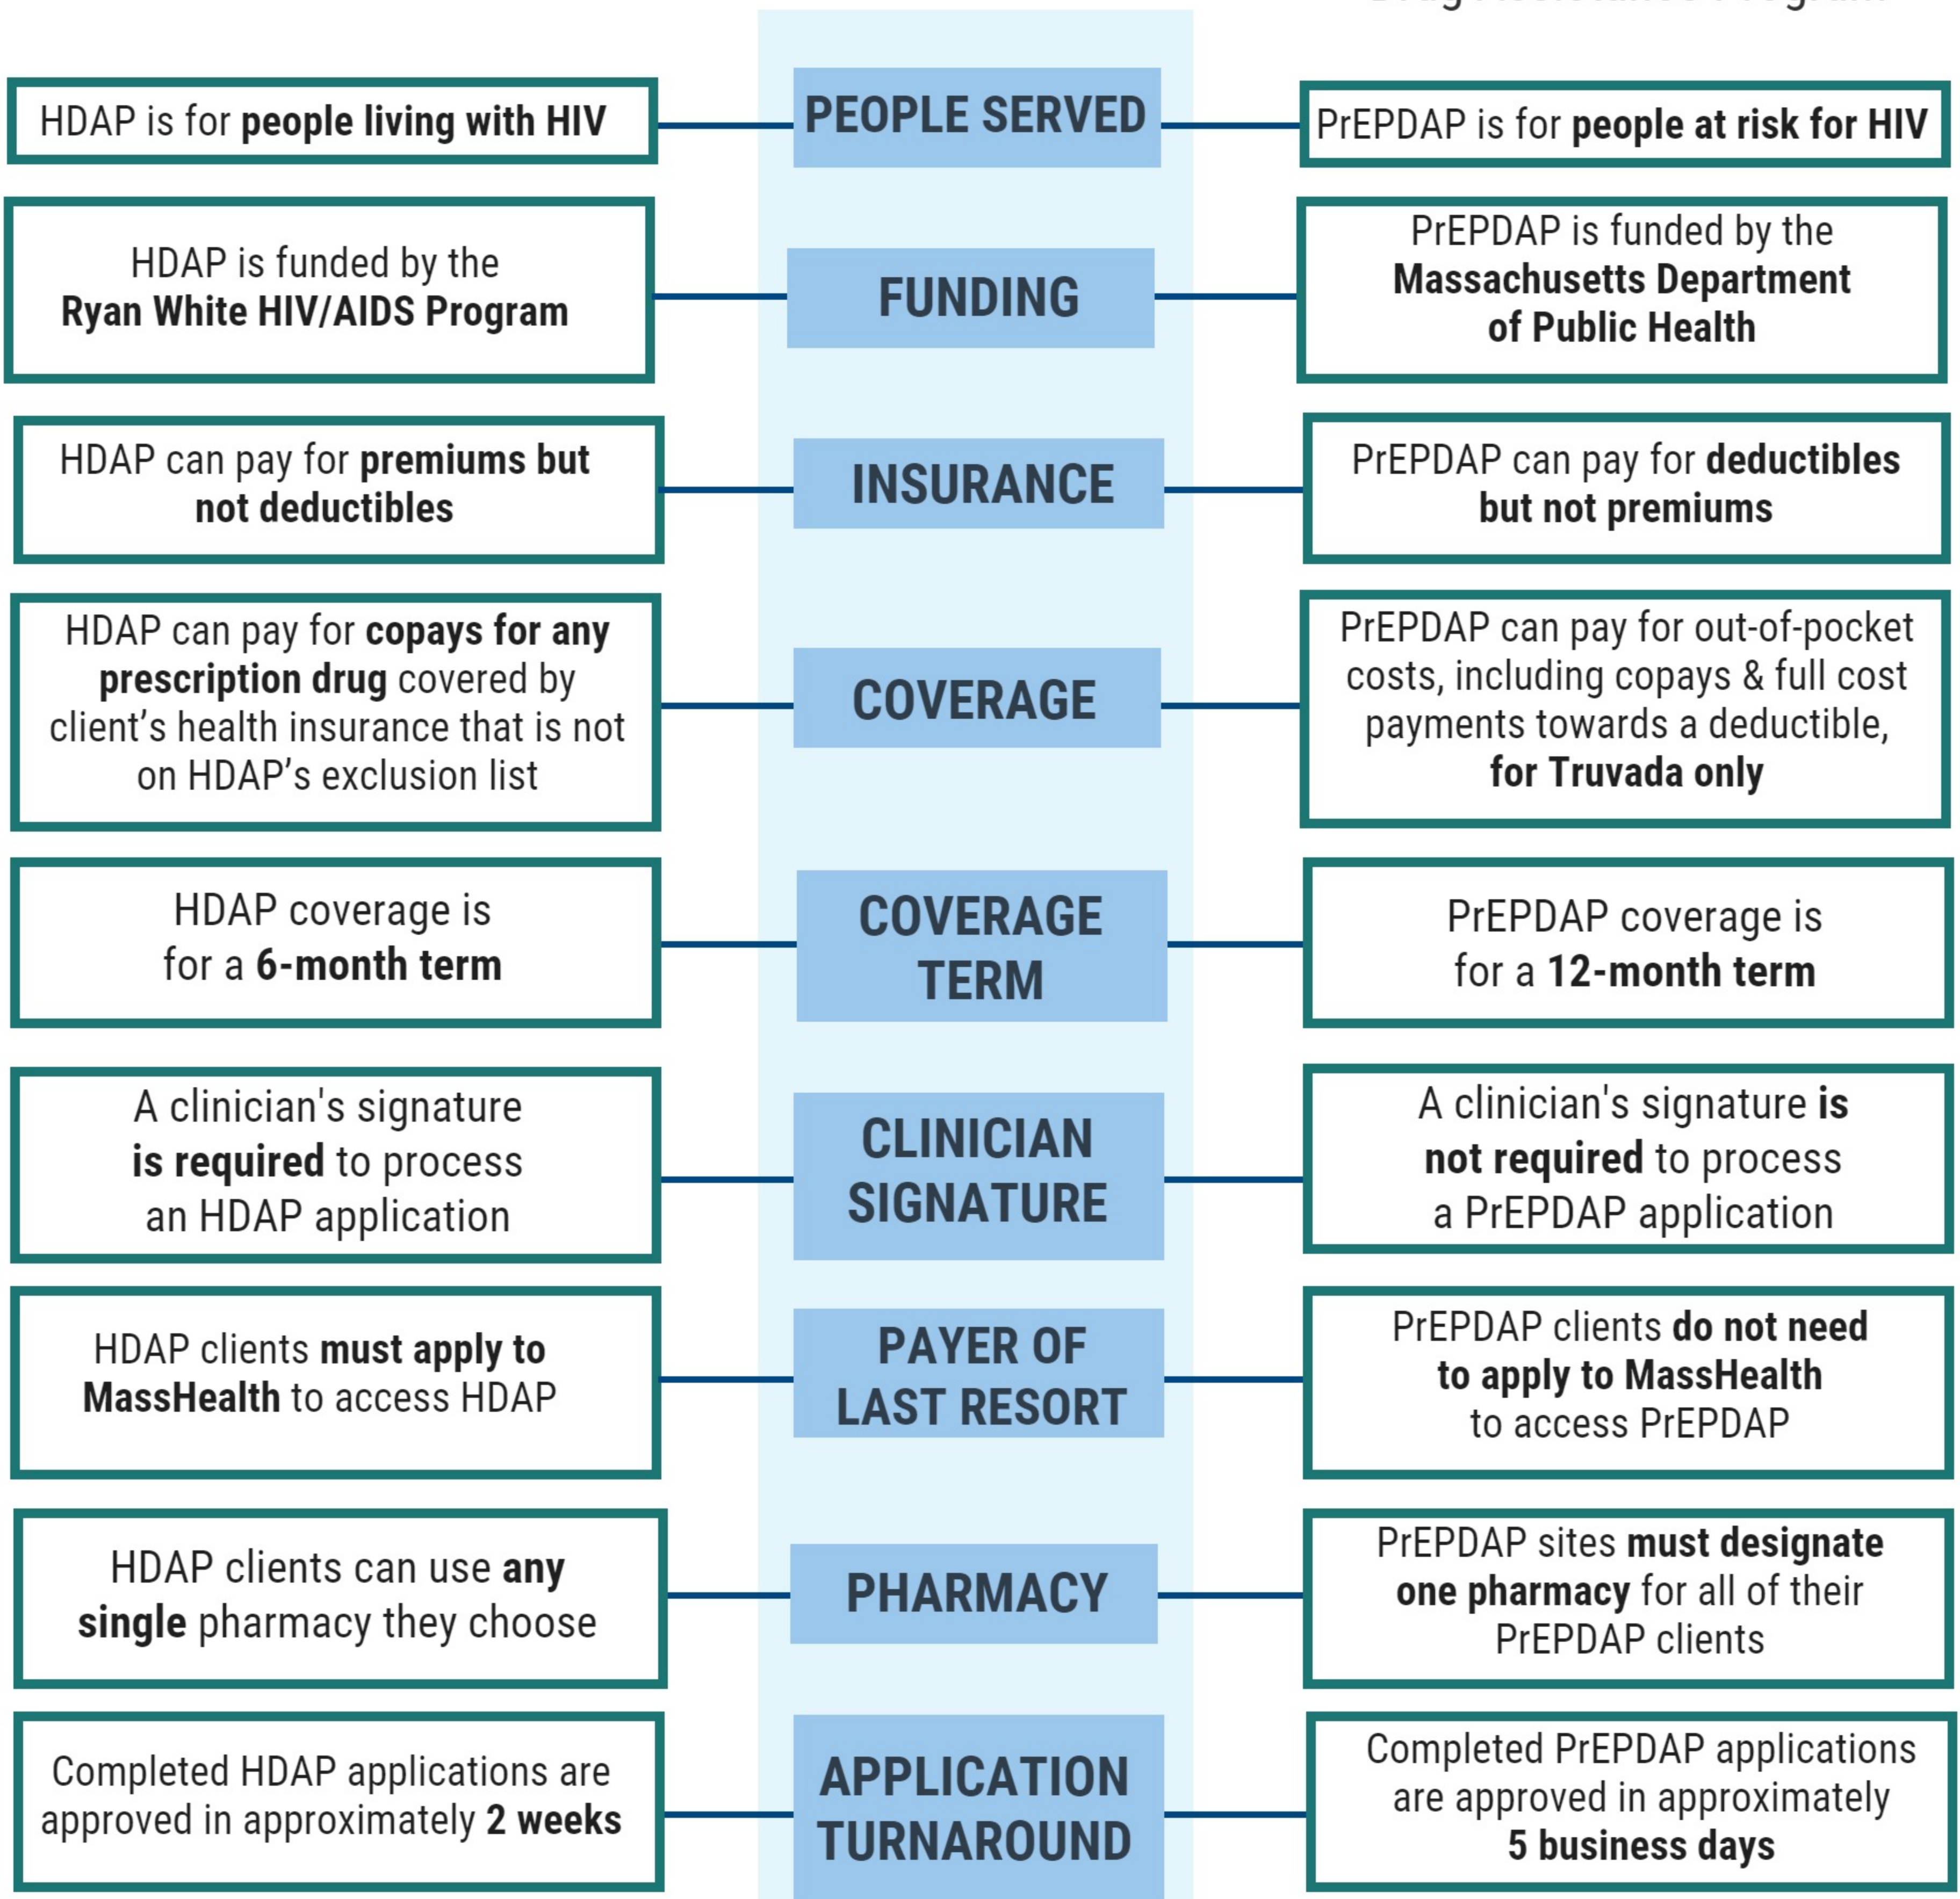 Drug Assistance Program
HDAP is for people living with HIV
PEOPLE SERVED
PrEPDAP is for people at risk for HIV
HDAP is funded by the
Ryan White HIV/AIDS Program
FUNDING
PrEPDAP is funded by the
Massachusetts Department
of Public Health
HDAP can pay for premiums but
not deductibles
INSURANCE
PrEPDAP can pay for deductibles
but not premiums
HDAP can pay for copays for any
prescription drug covered by
client's health insurance that is not
on HDAP's exclusion list
COVERAGE
PrEPDAP can pay for out-of-pocket
costs, including copays & full cost
payments towards a deductible,
for Truvada only
HDAP coverage is
for a 6-month term
COVERAGE
TERM
PrEPDAP coverage is
for a 12-month term
A clinician's signature
is required to process
an HDAP application
CLINICIAN
SIGNATURE
A clinician's signature is
not required to process
a PrEPDAP application
HDAP clients must apply to
MassHealth to access HDAP
PAYER OF
LAST RESORT
PrEPDAP clients do not need
to apply to MassHealth
to access PrEPDAP
HDAP clients can use any
single pharmacy they choose
PHARMACY
PrEPDAP sites must designate
one pharmacy for all of their
PrEPDAP clients
Completed HDAP applications are
approved in approximately 2 weeks
APPLICATION
TURNAROUND
Completed PrEPDAP applications
are approved in approximately
5 business days